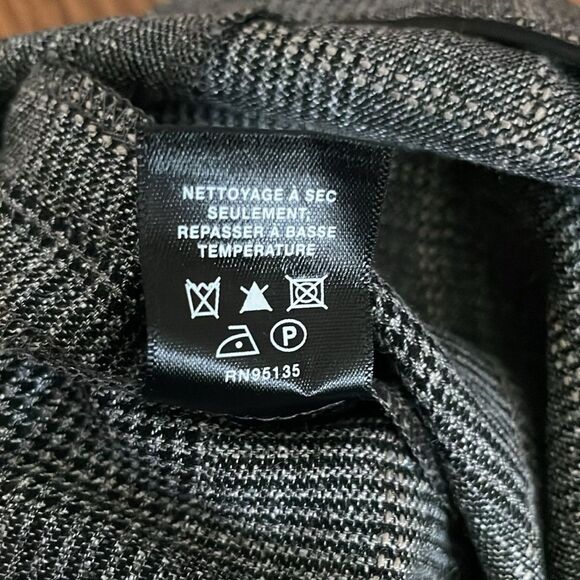 NETTOYAGE À SEC
SEULEMENT;
REPASSER À BASSE
TEMPERATURE
P
RN95135